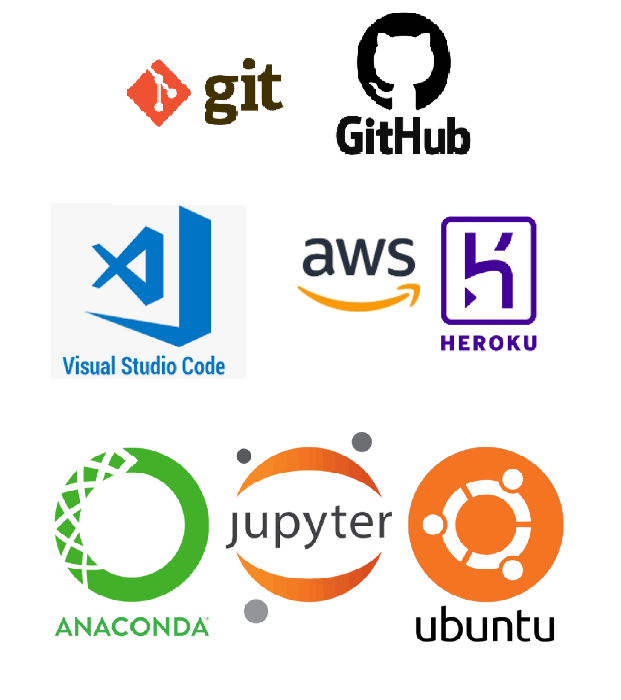 git
GitHub
Visual Studio Code
aws
HEROKU
ANACONDA
jupyter
ubuntu